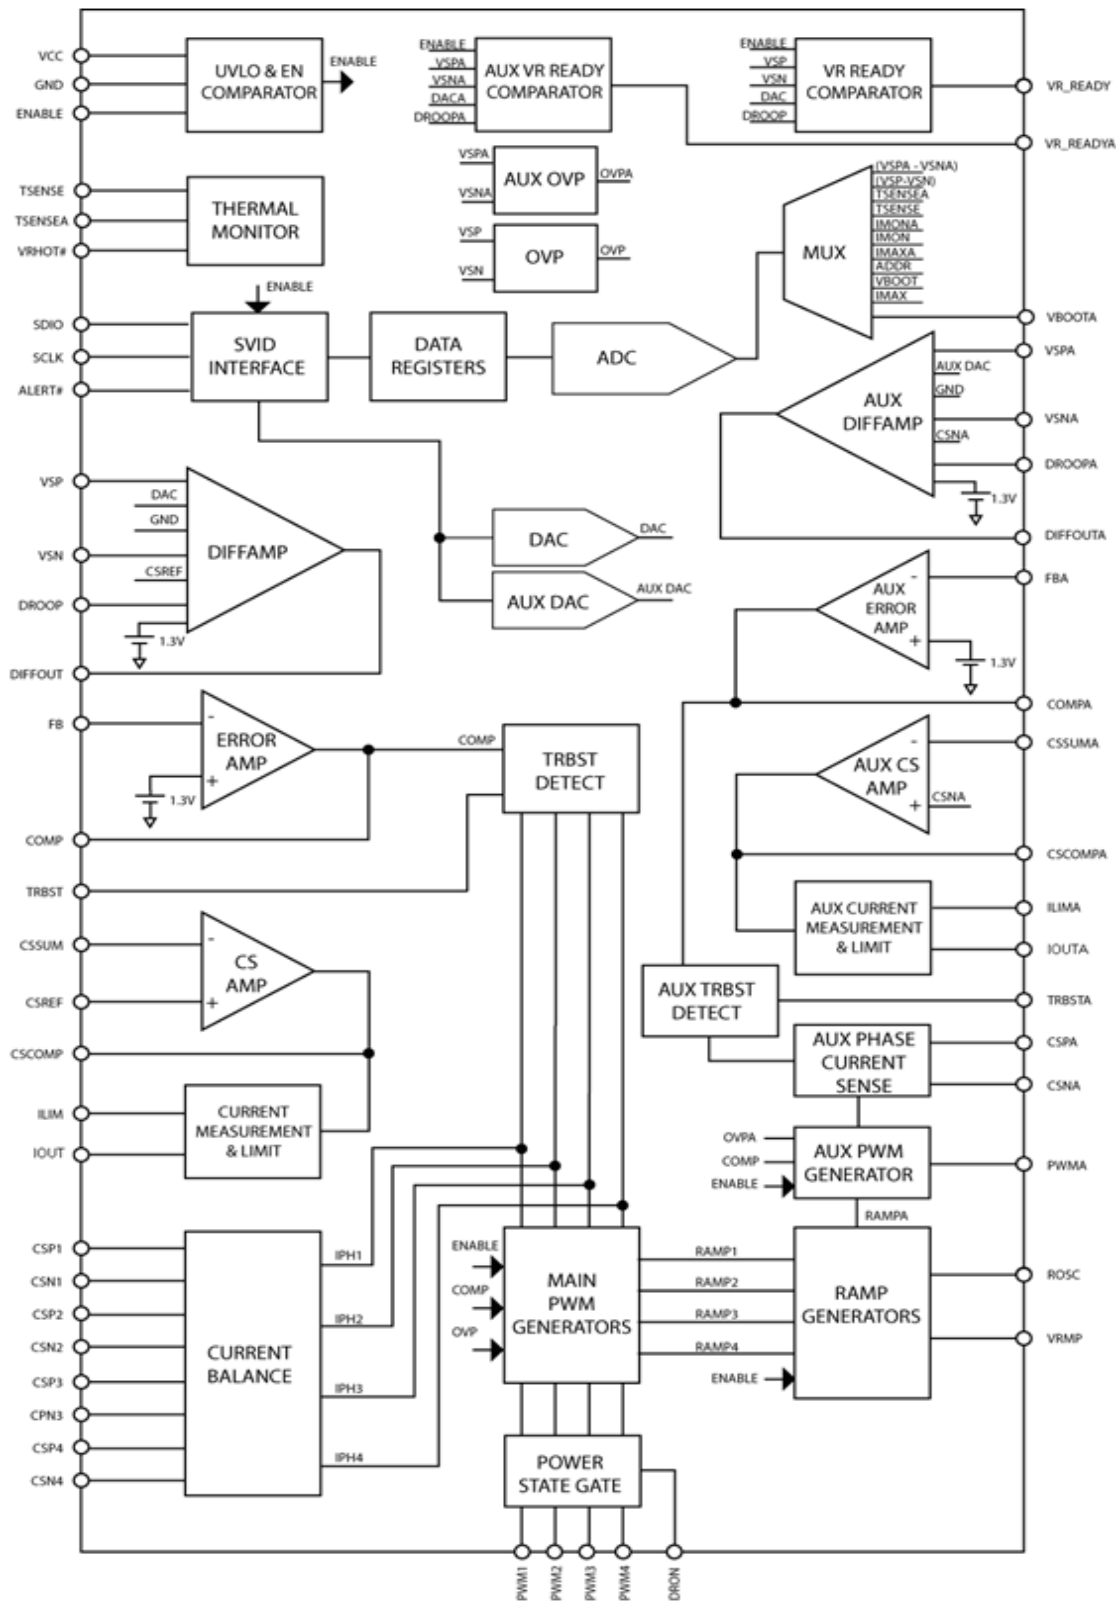 VCC
GND
ENABLE
UVLO & EN
COMPARATOR
ENABLE
ENABLE
VSPA
VSNA
DACA
DROOPA
AUX VR READY
COMPARATOR
ENABLE
VSP
VSN
DAC
DROOP
VR READY
COMPARATOR
VR_READY
VR_READYA
TSENSE
TSENSEA
VRHOT#
THERMAL
MONITOR
VSPA
VSNA
AUX OVP
OVPA
VSP
VSN
OVP
OVP
MUX
(VSPA - VSNA)
(VSP-VSN)
TSENSEA
TSENSE
IMONA
IMON
IMAXA
ADDR
VBOOT
IMAX
VBOOTA
ENABLE
SDIO
SCLK
ALERT#
SVID
INTERFACE
DATA
REGISTERS
ADC
VSPA
AUX DAC
GND
VSNA
CSNA
DROOPA
1.3V
AUX
DIFFAMP
DIFFOUTA
VSP
DAC
GND
VSN
CSREF
DROOP
1.3V
DIFFAMP
DIFFOUT
DAC
DAC
AUX DAC
AUX DAC
FBA
-
AUX
ERROR
AMP
+
1.3V
COMPA
FB
-
ERROR
AMP
+
1.3V
COMP
COMP
TRBST
TRBST
DETECT
CSSUMA
-
AUX CS
AMP
+
CSNA
CSCOMPA
AUX CURRENT
MEASUREMENT
& LIMIT
ILIMA
IOUTA
CSSUM
-
CS
AMP
+
CSREF
CSCOMP
AUX TRBST
DETECT
TRBSTA
AUX PHASE
CURRENT
SENSE
CSPA
CSNA
ILIM
IOUT
CURRENT
MEASUREMENT
& LIMIT
OVPA
COMP
ENABLE
AUX PWM
GENERATOR
PWMA
RAMPA
CSP1
CSN1
CSP2
CSN2
CSP3
CPN3
CSP4
CSN4
CURRENT
BALANCE
IPH1
IPH2
IPH3
IPH4
ENABLE
COMP
OVP
MAIN
PWM
GENERATORS
RAMP1
RAMP2
RAMP3
RAMP4
ENABLE
RAMP
GENERATORS
ROSC
VRMP
POWER
STATE GATE
PWM1
PWM2
PWM3
PWM4
DRON